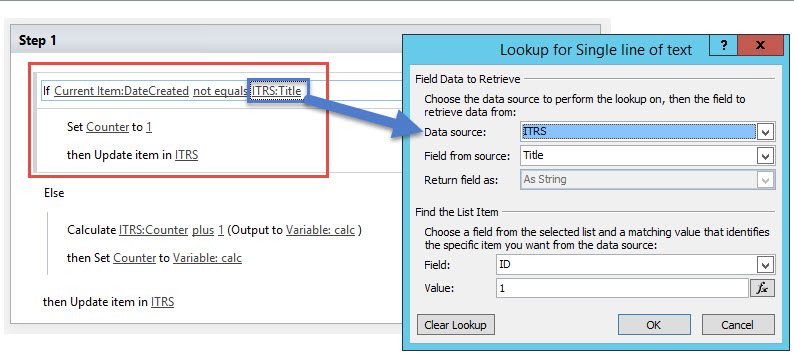 Step 1
If Current Item:DateCreated not equals ITRS:Title
Set Counter to 1
then Update item in ITRS
Else
Calculate ITRS:Counter plus 1 (Output to Variable: calc )
then Set Counter to Variable: calc
then Update item in ITRS
Lookup for Single line of text
? x
Field Data to Retrieve
Choose the data source to perform the lookup on, then the field to
retrieve data from:
Data source: ITRS
Field from source: Title
Return field as: As String
Find the List Item
Choose a field from the selected list and a matching value that identifies
the specific item you want from the data source:
Field: ID
Value: 1 fx
Clear Lookup OK Cancel